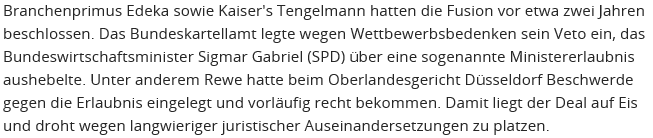 Branchenprimus Edeka sowie Kaiser's Tengelmann hatten die Fusion vor etwa zwei Jahren
beschlossen. Das Bundeskartellamt legte wegen Wettbewerbsbedenken sein Veto ein, das
Bundeswirtschaftsminister Sigmar Gabriel (SPD) über eine sogenannte Ministererlaubnis
aushebelte. Unter anderem Rewe hatte beim Oberlandesgericht Düsseldorf Beschwerde
gegen die Erlaubnis eingelegt und vorläufig recht bekommen. Damit liegt der Deal auf Eis
und droht wegen langwieriger juristischer Auseinandersetzungen zu platzen.